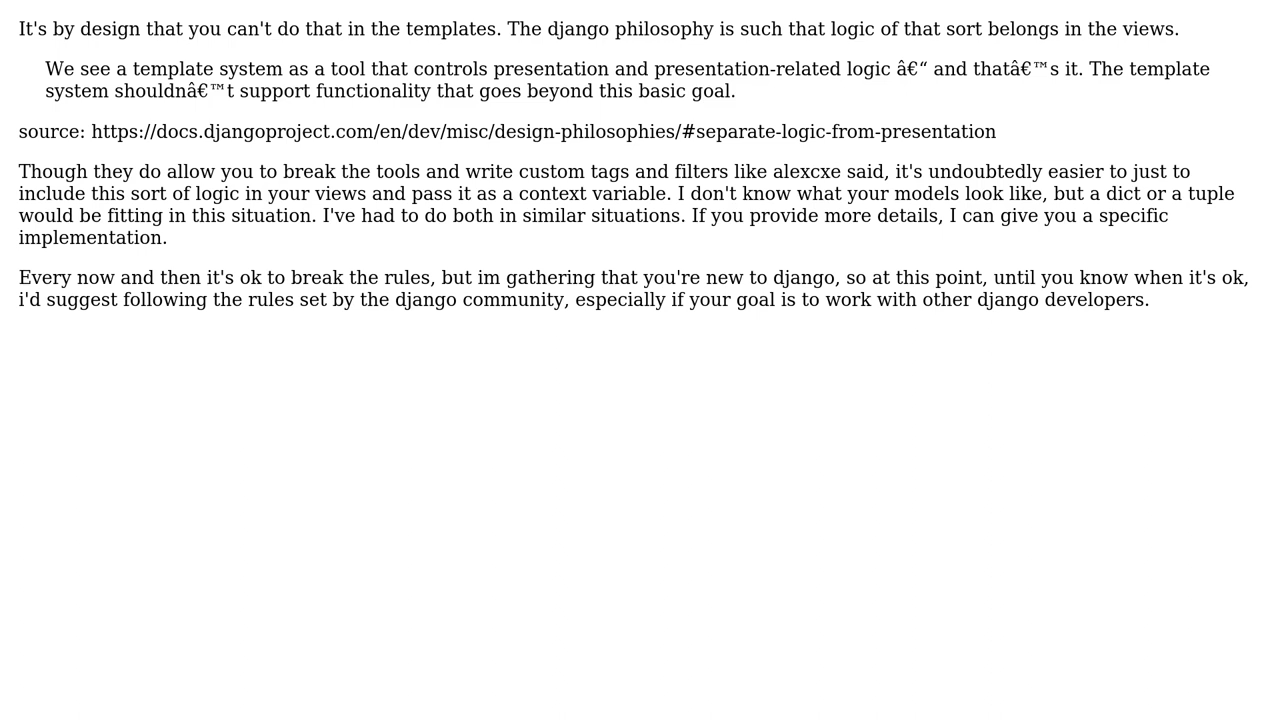 It's by design that you can't do that in the templates. The django philosophy is such that logic of that sort belongs in the views.
We see a template system as a tool that controls presentation and presentation-related logic â€“ and thatâ€™s it. The template
system shouldnâ€™t support functionality that goes beyond this basic goal.
source: https://docs.djangoproject.com/en/dev/misc/design-philosophies/#separate-logic-from-presentation
Though they do allow you to break the tools and write custom tags and filters like alexcxe said, it's undoubtedly easier to just to
include this sort of logic in your views and pass it as a context variable. I don't know what your models look like, but a dict or a tuple
would be fitting in this situation. I've had to do both in similar situations. If you provide more details, I can give you a specific
implementation.
Every now and then it's ok to break the rules, but im gathering that you're new to django, so at this point, until you know when it's ok,
i'd suggest following the rules set by the django community, especially if your goal is to work with other django developers.